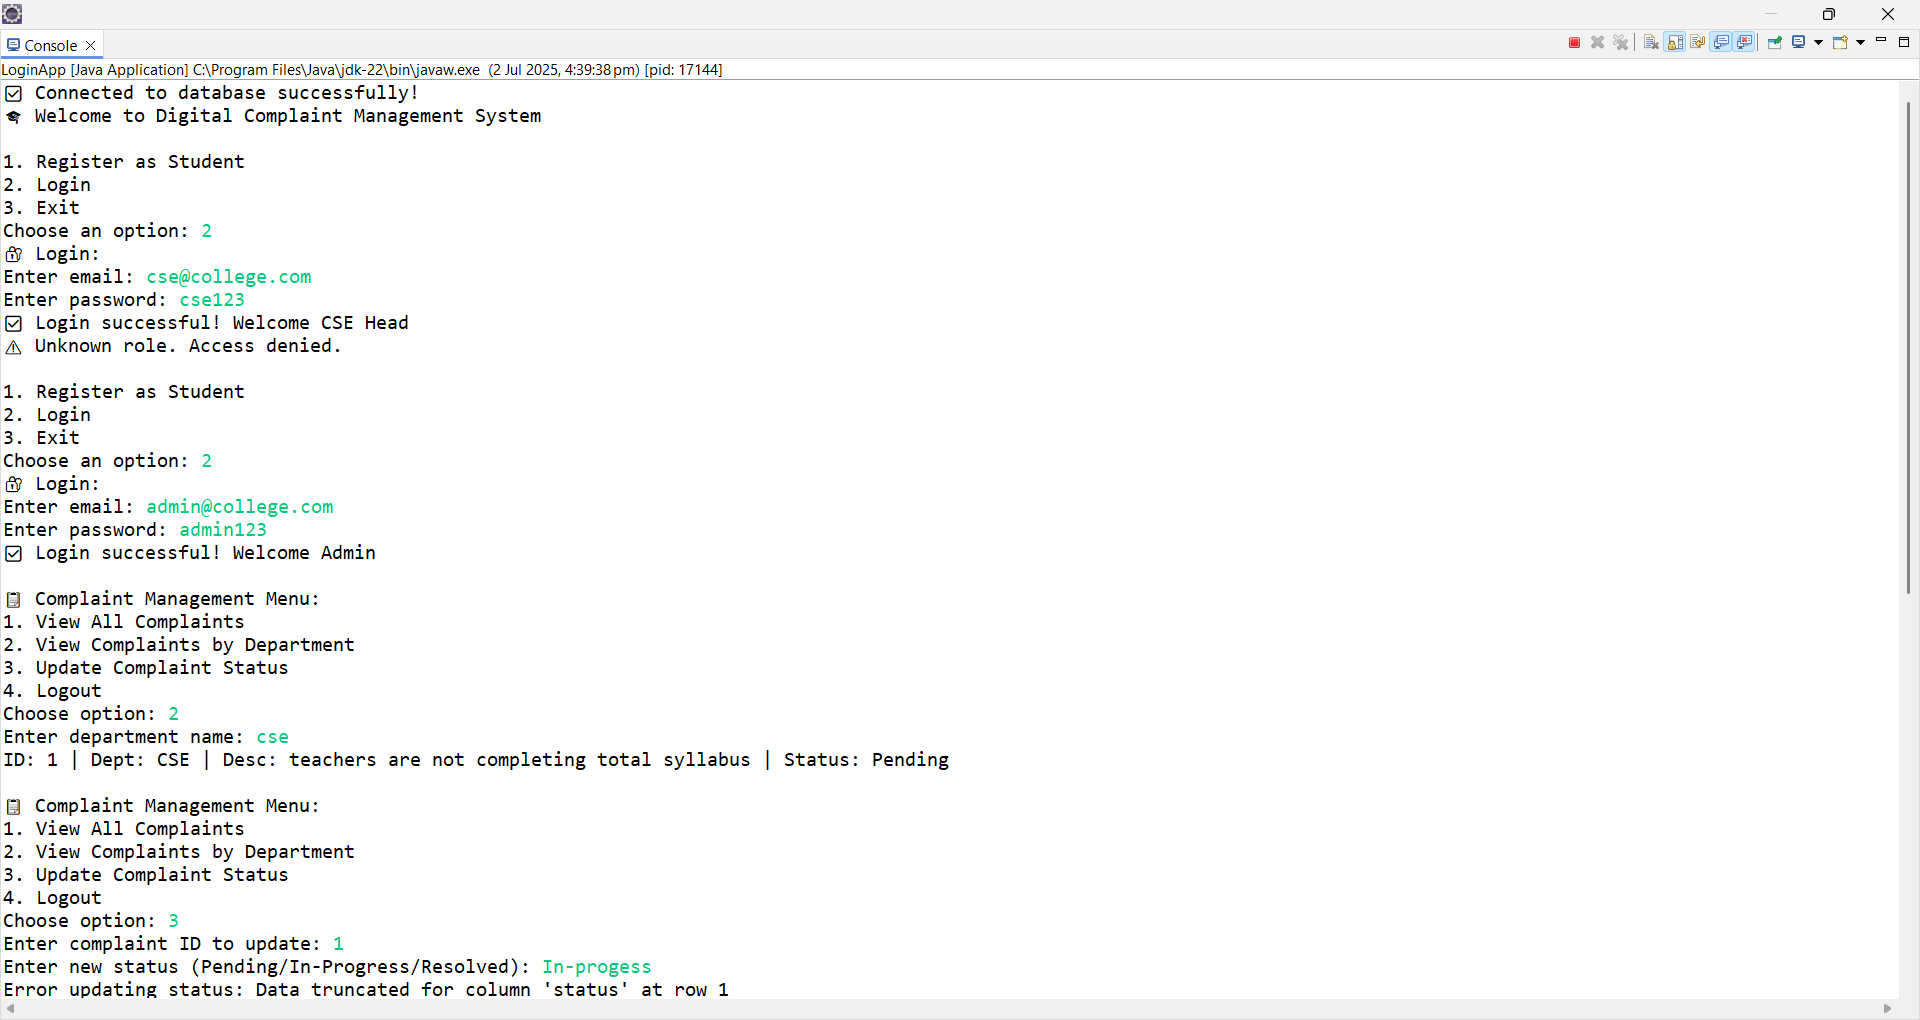 Console
LoginApp [Java Application] C:\Program Files\Java\jdk-22\bin\javaw.exe (2 Jul 2025, 4:39:38 pm) [pid: 17144]
Connected to database successfully!
Welcome to Digital Complaint Management System
1. Register as Student
2. Login
3. Exit
Choose an option: 2
Login:
Enter email: cse@college.com
Enter password: cse123
Login successful! Welcome CSE Head
Unknown role. Access denied.
1. Register as Student
2. Login
3. Exit
Choose an option: 2
Login:
Enter email: admin@college.com
Enter password: admin123
Login successful! Welcome Admin
Complaint Management Menu:
1. View All Complaints
2. View Complaints by Department
3. Update Complaint Status
4. Logout
Choose option: 2
Enter department name: cse
ID: 1 | Dept: CSE | Desc: teachers are not completing total syllabus | Status: Pending
Complaint Management Menu:
1. View All Complaints
2. View Complaints by Department
3. Update Complaint Status
4. Logout
Choose option: 3
Enter complaint ID to update: 1
Enter new status (Pending/In-Progress/Resolved): In-progess
Error updating status: Data truncated for column 'status' at row 1